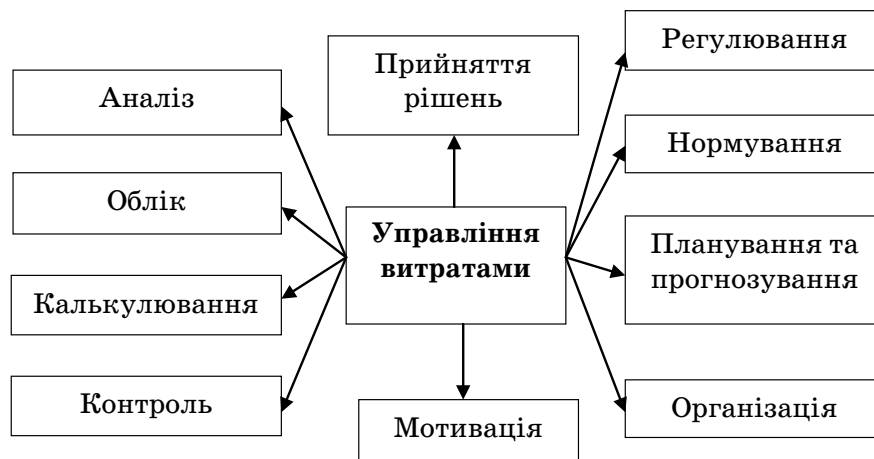 Аналіз
Облік
Калькулювання
Контроль
Прийняття
рішень
Управління
витратами
Мотивація
Регулювання
Нормування
Планування та
прогнозування
Організація